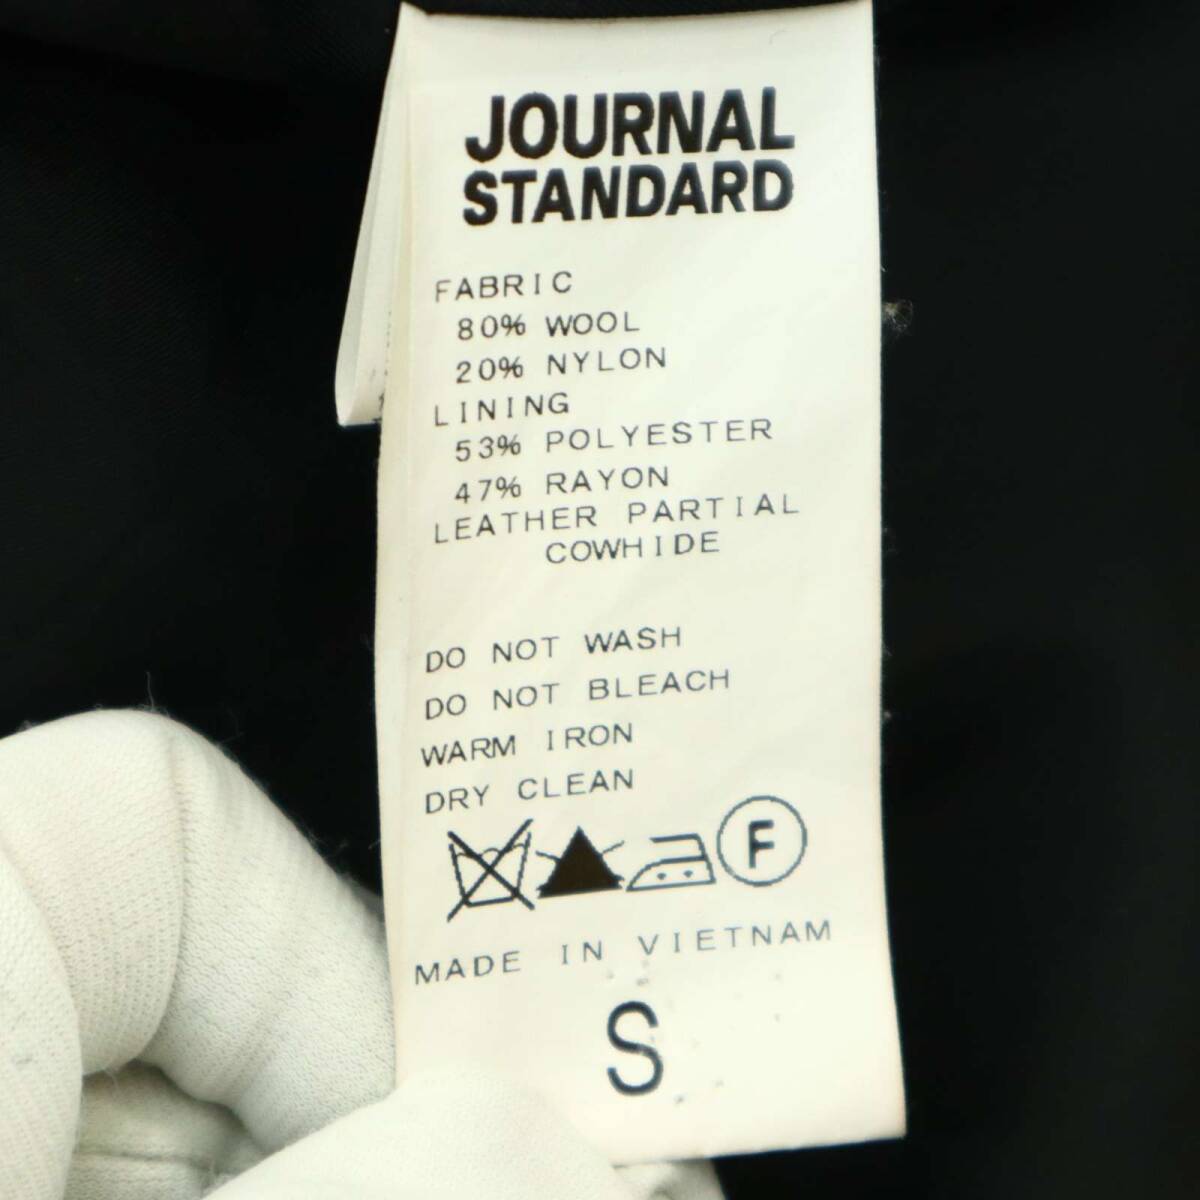 JOURNAL
STANDARD
FABRIC
80% WOOL
20% NYLON
LINING
53% POLYESTER
47% RAYON
LEATHER PARTIAL
COWHIDE
DO NOT WASH
DO NOT BLEACH
WARM IRON
DRY CLEAN
F
MADE IN VIETNAM
S